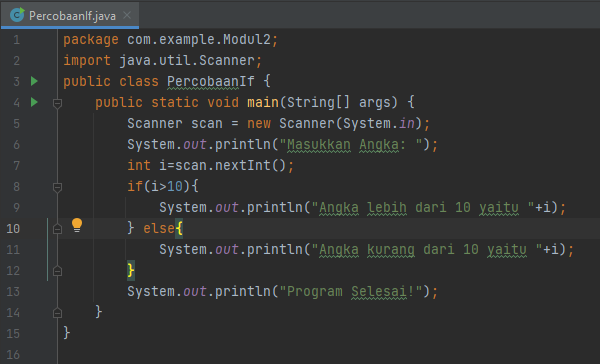 PercobaanIf.java
1 package com.example.Modul2;
2 import java.util.Scanner;
3 public class PercobaanIf {
4 public static void main(String[] args) {
5 Scanner scan = new Scanner(System.in);
6 System.out.println("Masukkan Angka: ");
7 int i=scan.nextInt();
8 if(i>10){
9 System.out.println("Angka lebih dari 10 yaitu "+i);
10 } else{
11 System.out.println("Angka kurang dari 10 yaitu "+i);
12 }
13 System.out.println("Program Selesai!");
14 }
15 }
16